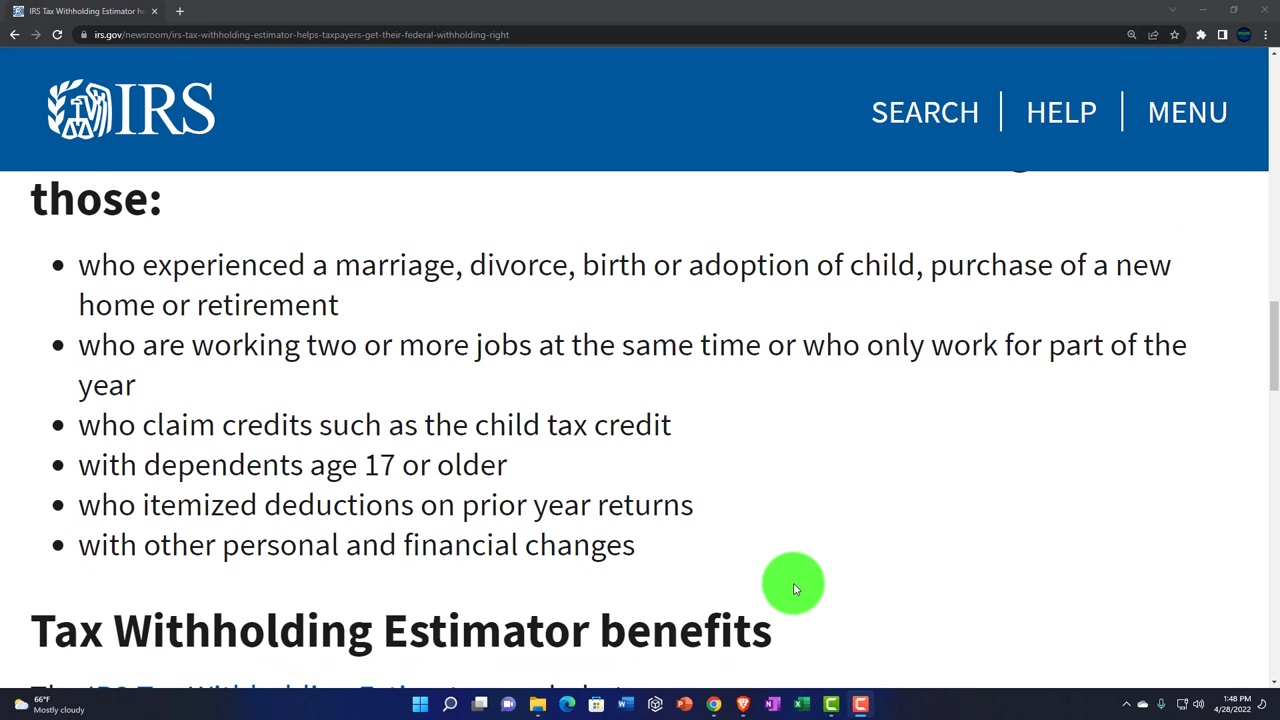 IRS Tax Withholding Estimator he
irs.gov/newsroom/irs-tax-withholding-estimator-helps-taxpayers-get-their-federal-withholding-right
IRS
SEARCH
HELP
MENU
those:
• who experienced a marriage, divorce, birth or adoption of child, purchase of a new
home or retirement
• who are working two or more jobs at the same time or who only work for part of the
year
• who claim credits such as the child tax credit
• with dependents age 17 or older
• who itemized deductions on prior year returns
• with other personal and financial changes
Tax Withholding Estimator benefits
66°F
Mostly cloudy
1:48 PM
4/28/2022